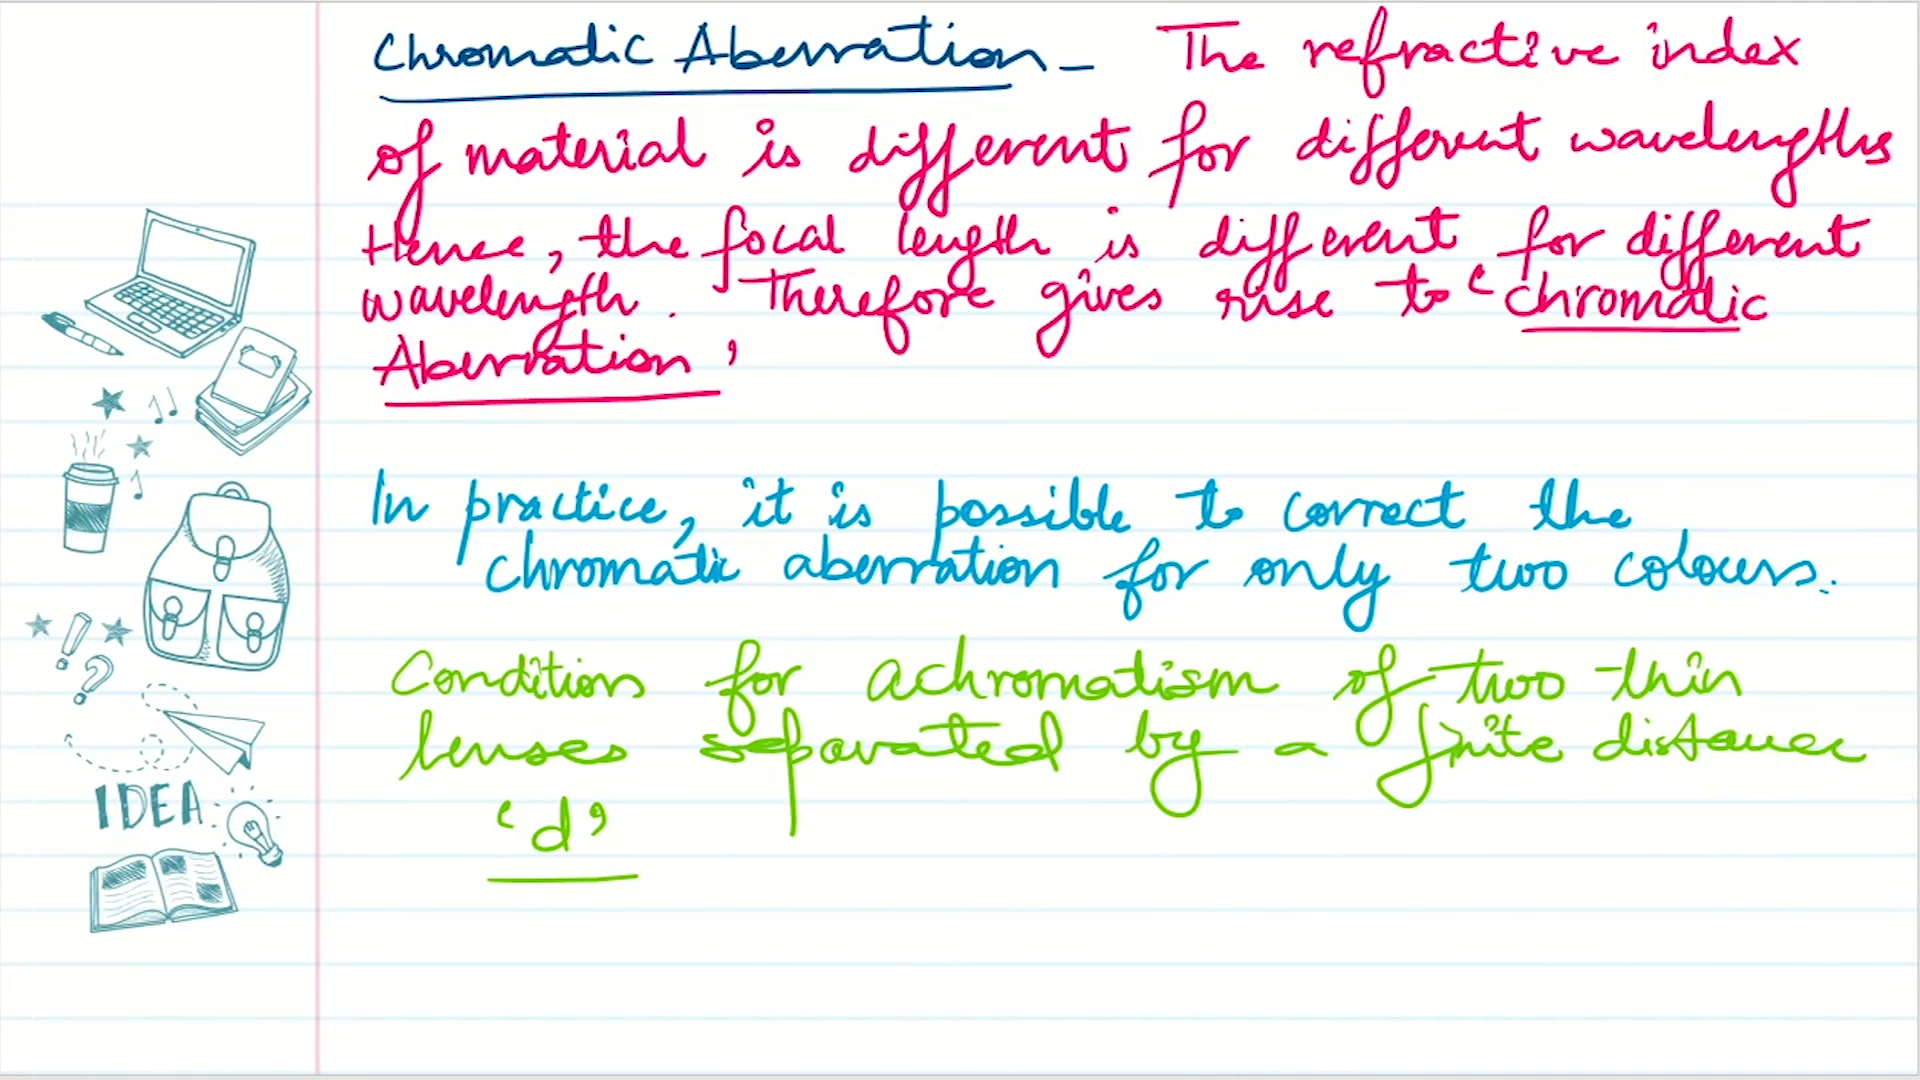 Chromatic Aberration - The refractive index
of material is different for different wavelengths
Hence, the focal length is different for different
wavelength. Therefore gives rise to ‘chromatic
Aberration’
In practice, it is possible to correct the
chromatic aberration for only two colours.
Condition for achromatism of two thin
lenses separated by a finite distance
‘d’
IDEA